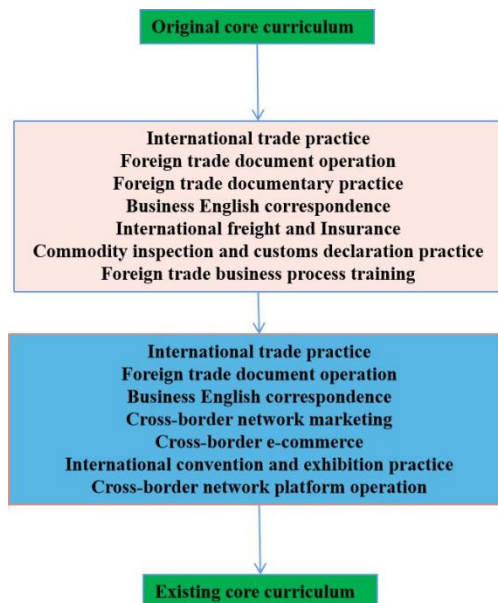 Original core curriculum
International trade practice
Foreign trade document operation
Foreign trade documentary practice
Business English correspondence
International freight and Insurance
Commodity inspection and customs declaration practice
Foreign trade business process training
International trade practice
Foreign trade document operation
Business English correspondence
Cross-border network marketing
Cross-border e-commerce
International convention and exhibition practice
Cross-border network platform operation
Existing core curriculum